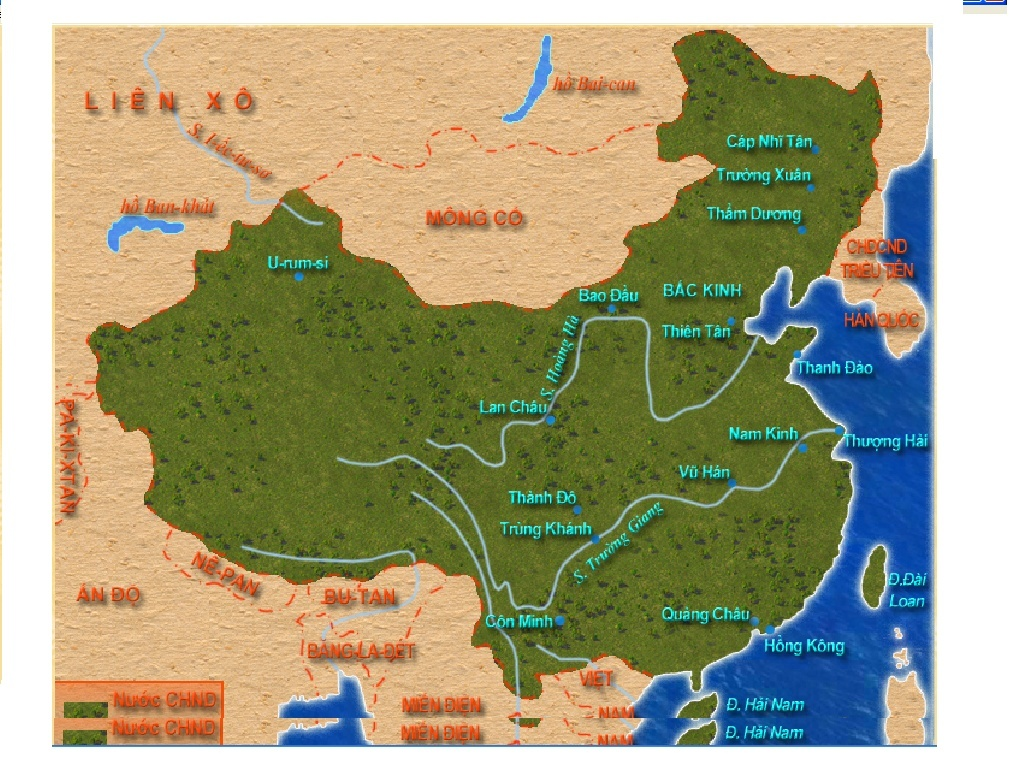 LIÊN XÔ
hồ Bai-can
hồ Ban-khát
MÔNG CỔ
Cáp Nhĩ Tân
Trường Xuân
Thẩm Dương
CHDCND
TRIỀU TIÊN
HÀN QUỐC
U-rum-si
Bao Đầu
BẮC KINH
Thiên Tân
S. Hoàng Hà
Thanh Đảo
Lan Châu
PA-KI-XTAN
Nam Kinh
Thượng Hải
Vũ Hán
Thành Đô
Trùng Khánh
S. Trường Giang
NÊ-PAN
ẤN ĐỘ
BU-TAN
Đ.Đài
Loan
Côn Minh
Quảng Châu
Hồng Kông
BĂNG-LA-ĐÉT
VIỆT
NAM
Nước CHND
MIẾN ĐIỆN
Đ. Hải Nam
Nước CHND
MIẾN ĐIỆN
NAM
Đ. Hải Nam